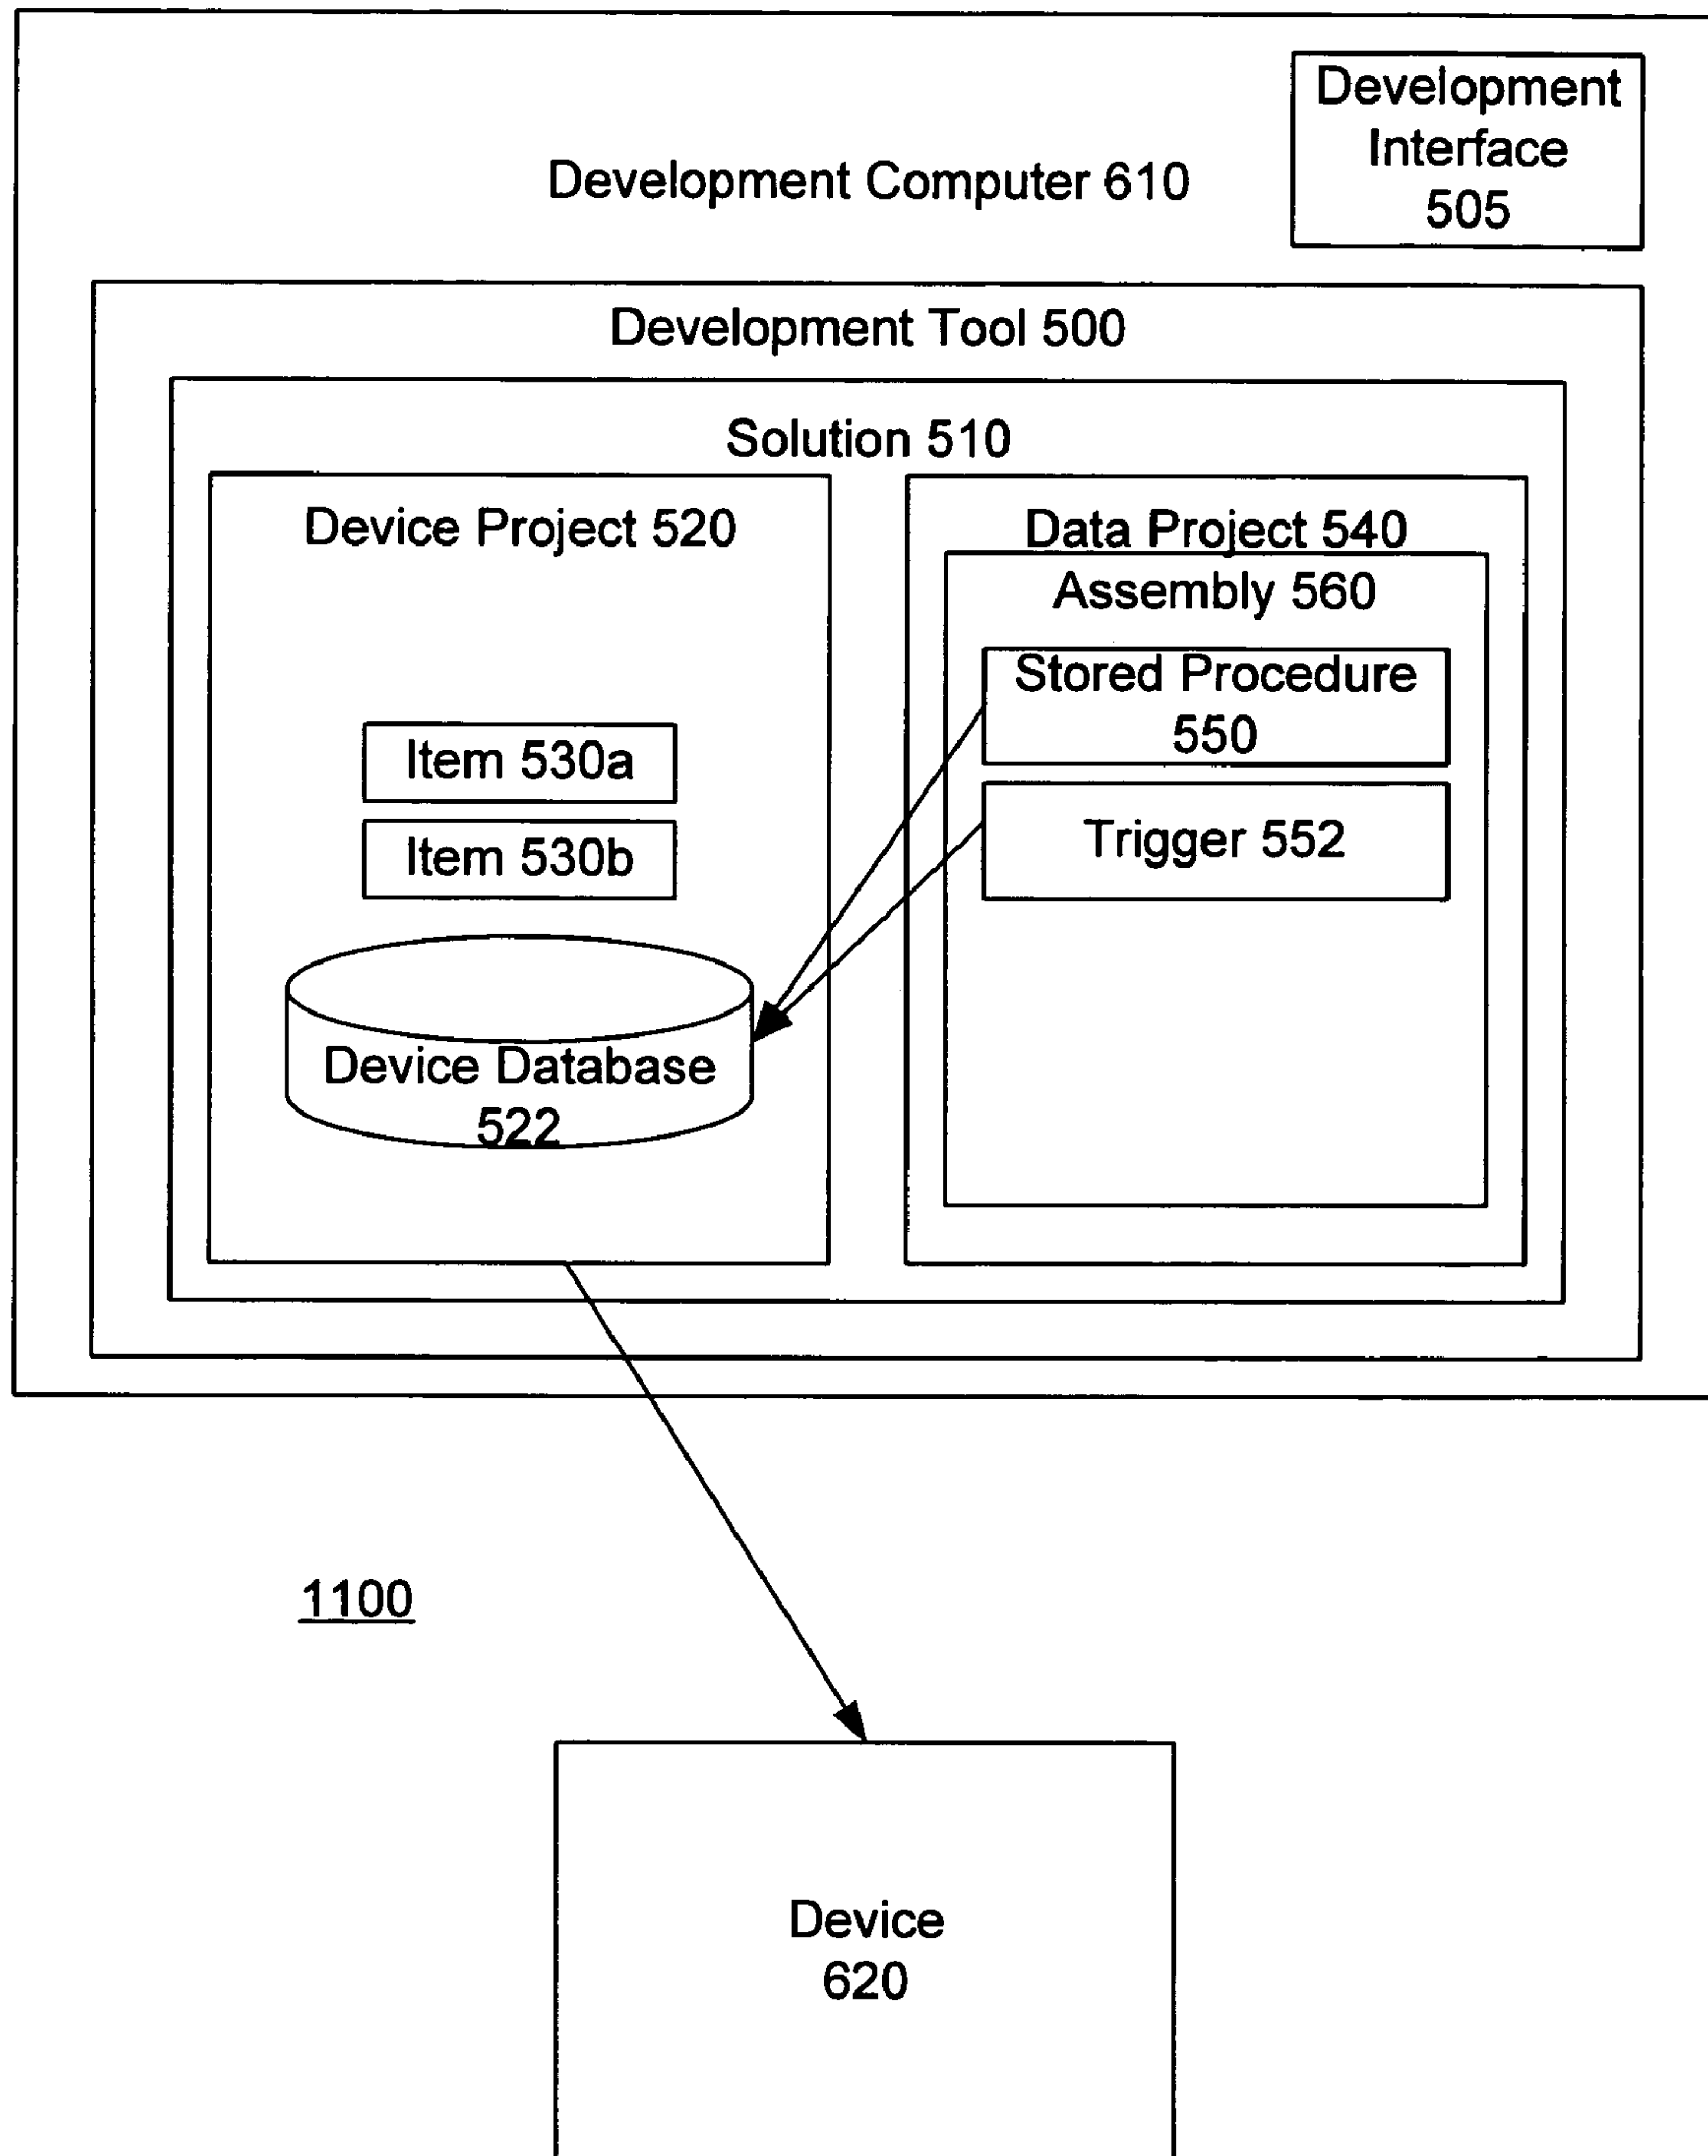 Development
Interface
505
Development Computer 610
Development Tool 500
Solution 510
Device Project 520
Data Project 540
Assembly 560
Stored Procedure
550
Item 530a
Trigger 552
Item 530b
Device Database
522
1100
Device
620